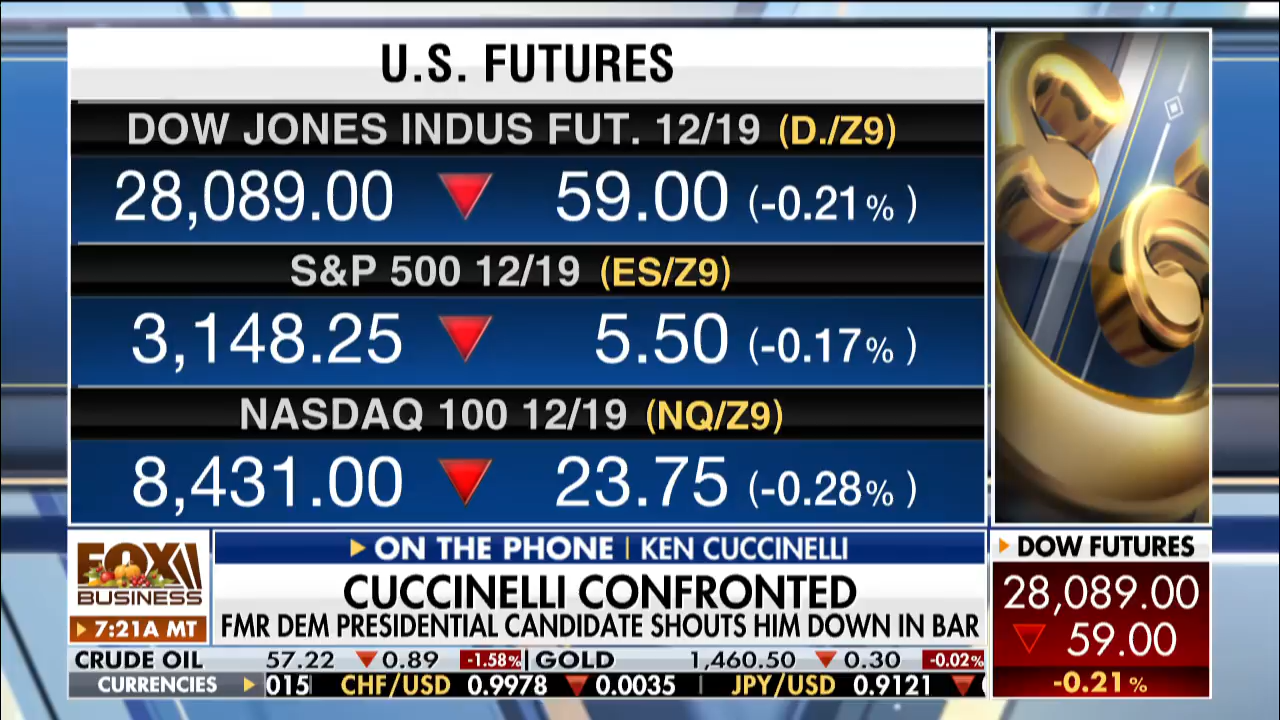 U.S. FUTURES
DOW JONES INDUS FUT. 12/19 (D./Z9)
28,089.00 ▼ 59.00 (-0.21% )
S&P 500 12/19 (ES/Z9)
3,148.25 ▼ 5.50 (-0.17% )
NASDAQ 100 12/19 (NQ/Z9)
8,431.00 ▼ 23.75 (-0.28% )
FOX BUSINESS
7:21A MT
ON THE PHONE | KEN CUCCINELLI
CUCCINELLI CONFRONTED
FMR DEM PRESIDENTIAL CANDIDATE SHOUTS HIM DOWN IN BAR
DOW FUTURES
28,089.00
▼ 59.00
-0.21%
CRUDE OIL 57.22 ▼0.89 -1.58% GOLD 1,460.50 ▼ 0.30 -0.02%
CURRENCIES 015 CHF/USD 0.9978 ▼ 0.0035 | JPY/USD 0.9121 ▼